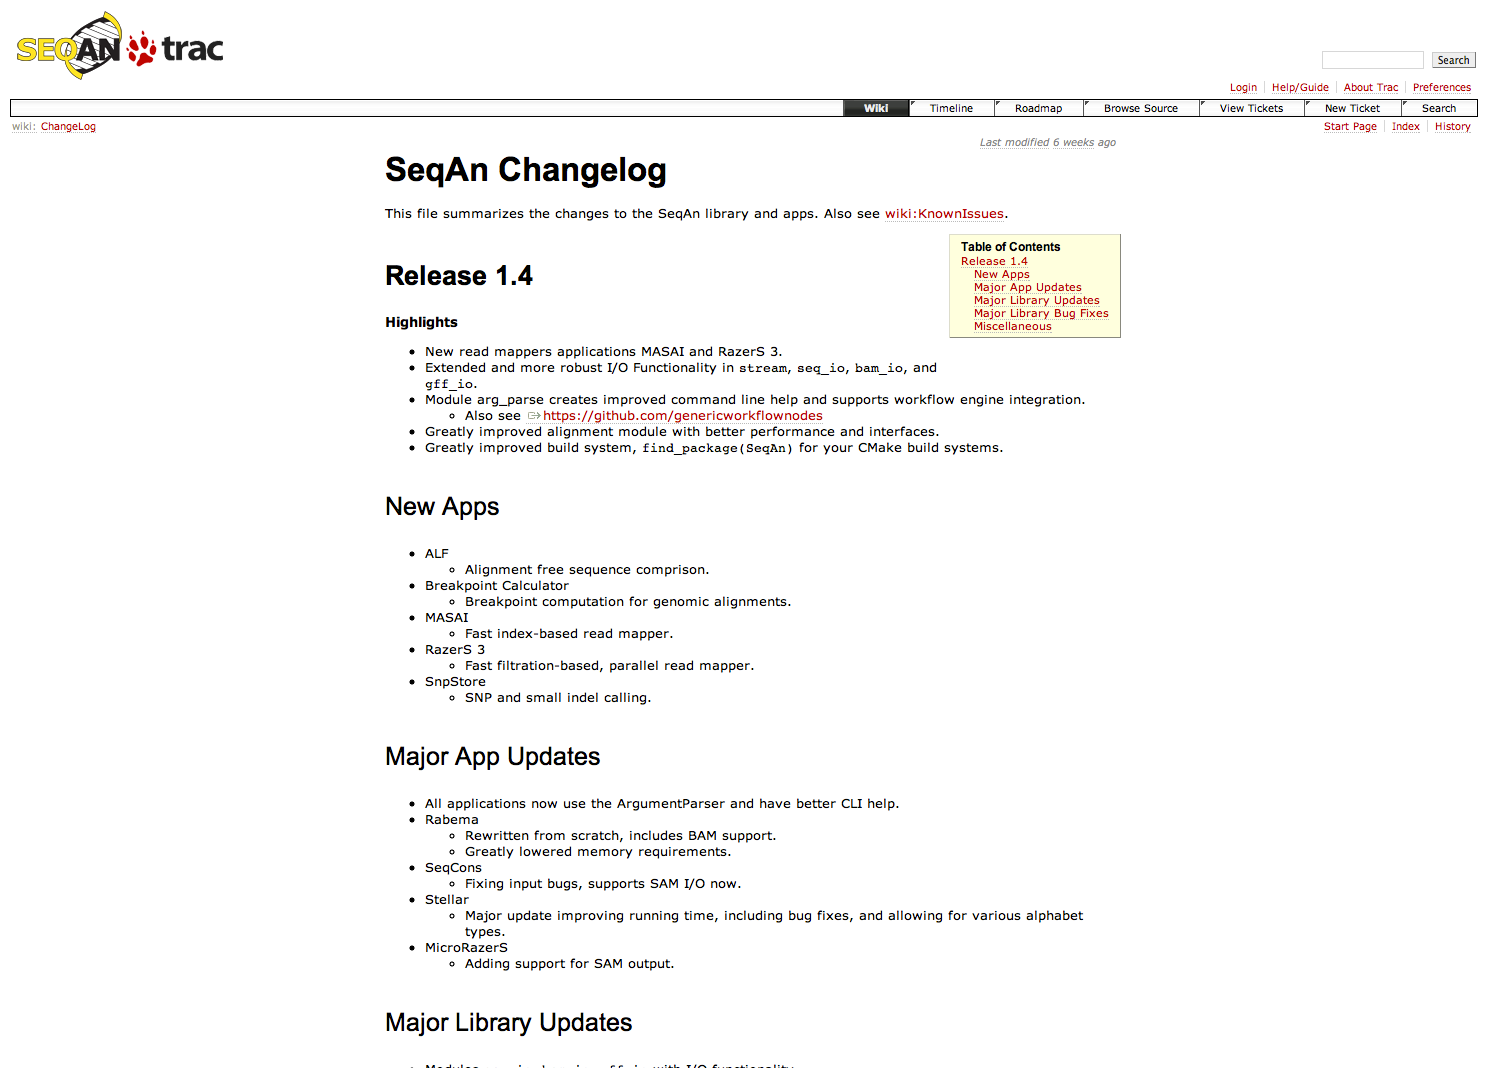 SEQAN trac
Search
Login Help/Guide About Trac Preferences
Wiki Timeline Roadmap Browse Source View Tickets New Ticket Search
wiki: ChangeLog
Start Page Index History
Last modified 6 weeks ago
SeqAn Changelog
This file summarizes the changes to the SeqAn library and apps. Also see wiki:KnownIssues.
Table of Contents
Release 1.4
New Apps
Major App Updates
Major Library Updates
Major Library Bug Fixes
Miscellaneous
Release 1.4
Highlights
New read mappers applications MASAI and RazerS 3.
Extended and more robust I/O Functionality in stream, seq_io, bam_io, and
gff_io.
Module arg_parse creates improved command line help and supports workflow engine integration.
Also see https://github.com/genericworkflownodes
Greatly improved alignment module with better performance and interfaces.
Greatly improved build system, find_package(SeqAn) for your CMake build systems.
New Apps
ALF
Alignment free sequence comprison.
Breakpoint Calculator
Breakpoint computation for genomic alignments.
MASAI
Fast index-based read mapper.
RazerS 3
Fast filtration-based, parallel read mapper.
SnpStore
SNP and small indel calling.
Major App Updates
All applications now use the ArgumentParser and have better CLI help.
Rabema
Rewritten from scratch, includes BAM support.
Greatly lowered memory requirements.
SeqCons
Fixing input bugs, supports SAM I/O now.
Stellar
Major update improving running time, including bug fixes, and allowing for various alphabet
types.
MicroRazerS
Adding support for SAM output.
Major Library Updates